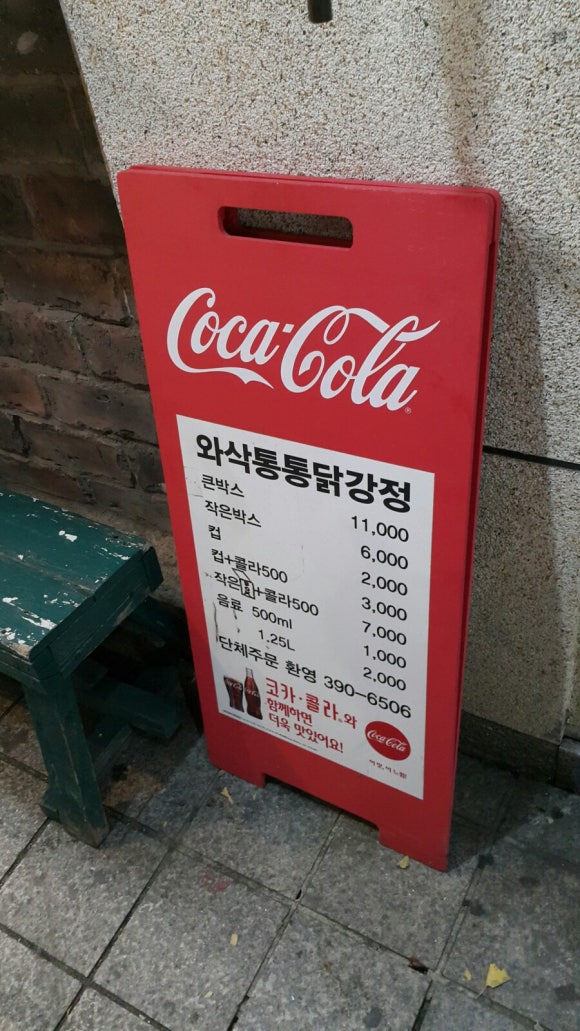 Coca-Cola
와삭통통닭강정
큰박스 11,000
작은박스 6,000
컵 2,000
컵+콜라500 3,000
작은 +콜라500 7,000
음료 500ml 1,000
1.25L 2,000
단체주문 환영 390-6506
코카·콜라와
함께하면
더욱 맛있어요!
Coca-Cola